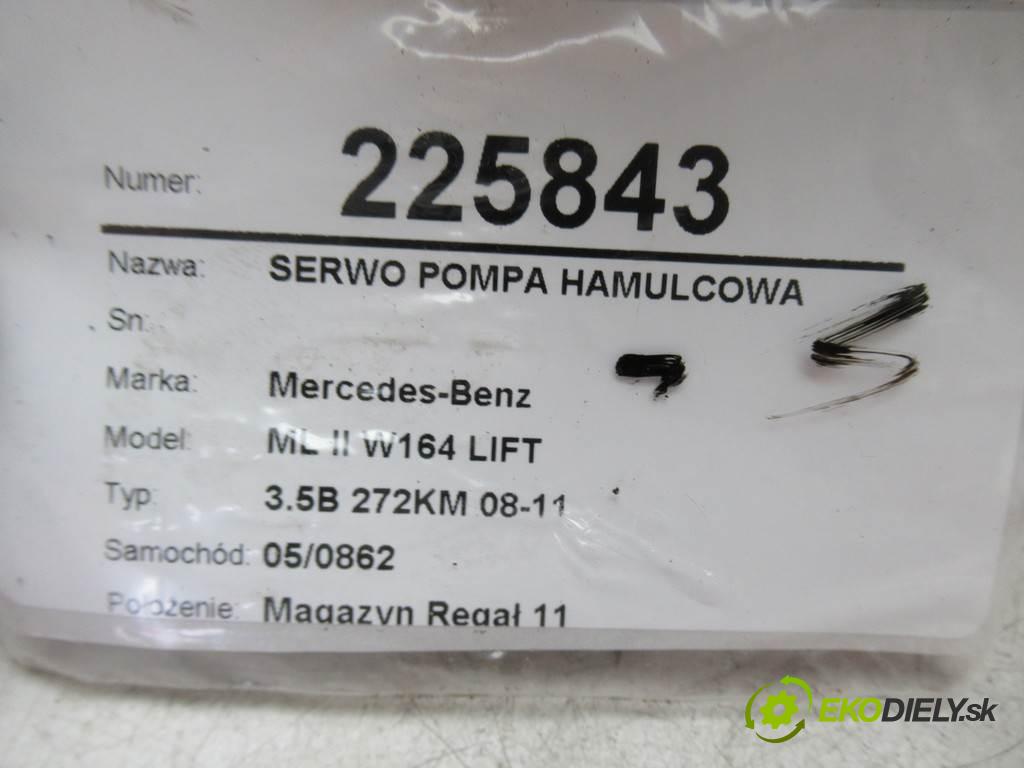 Numer: 225843
Nazwa: SERWO POMPA HAMULCOWA
Sn:
Marka: Mercedes-Benz
Model: ML II W164 LIFT
Typ: 3.5B 272KM 08-11
Samochód: 05/0862
Położenie: Magazyn Regał 11
EKODIELY.sk